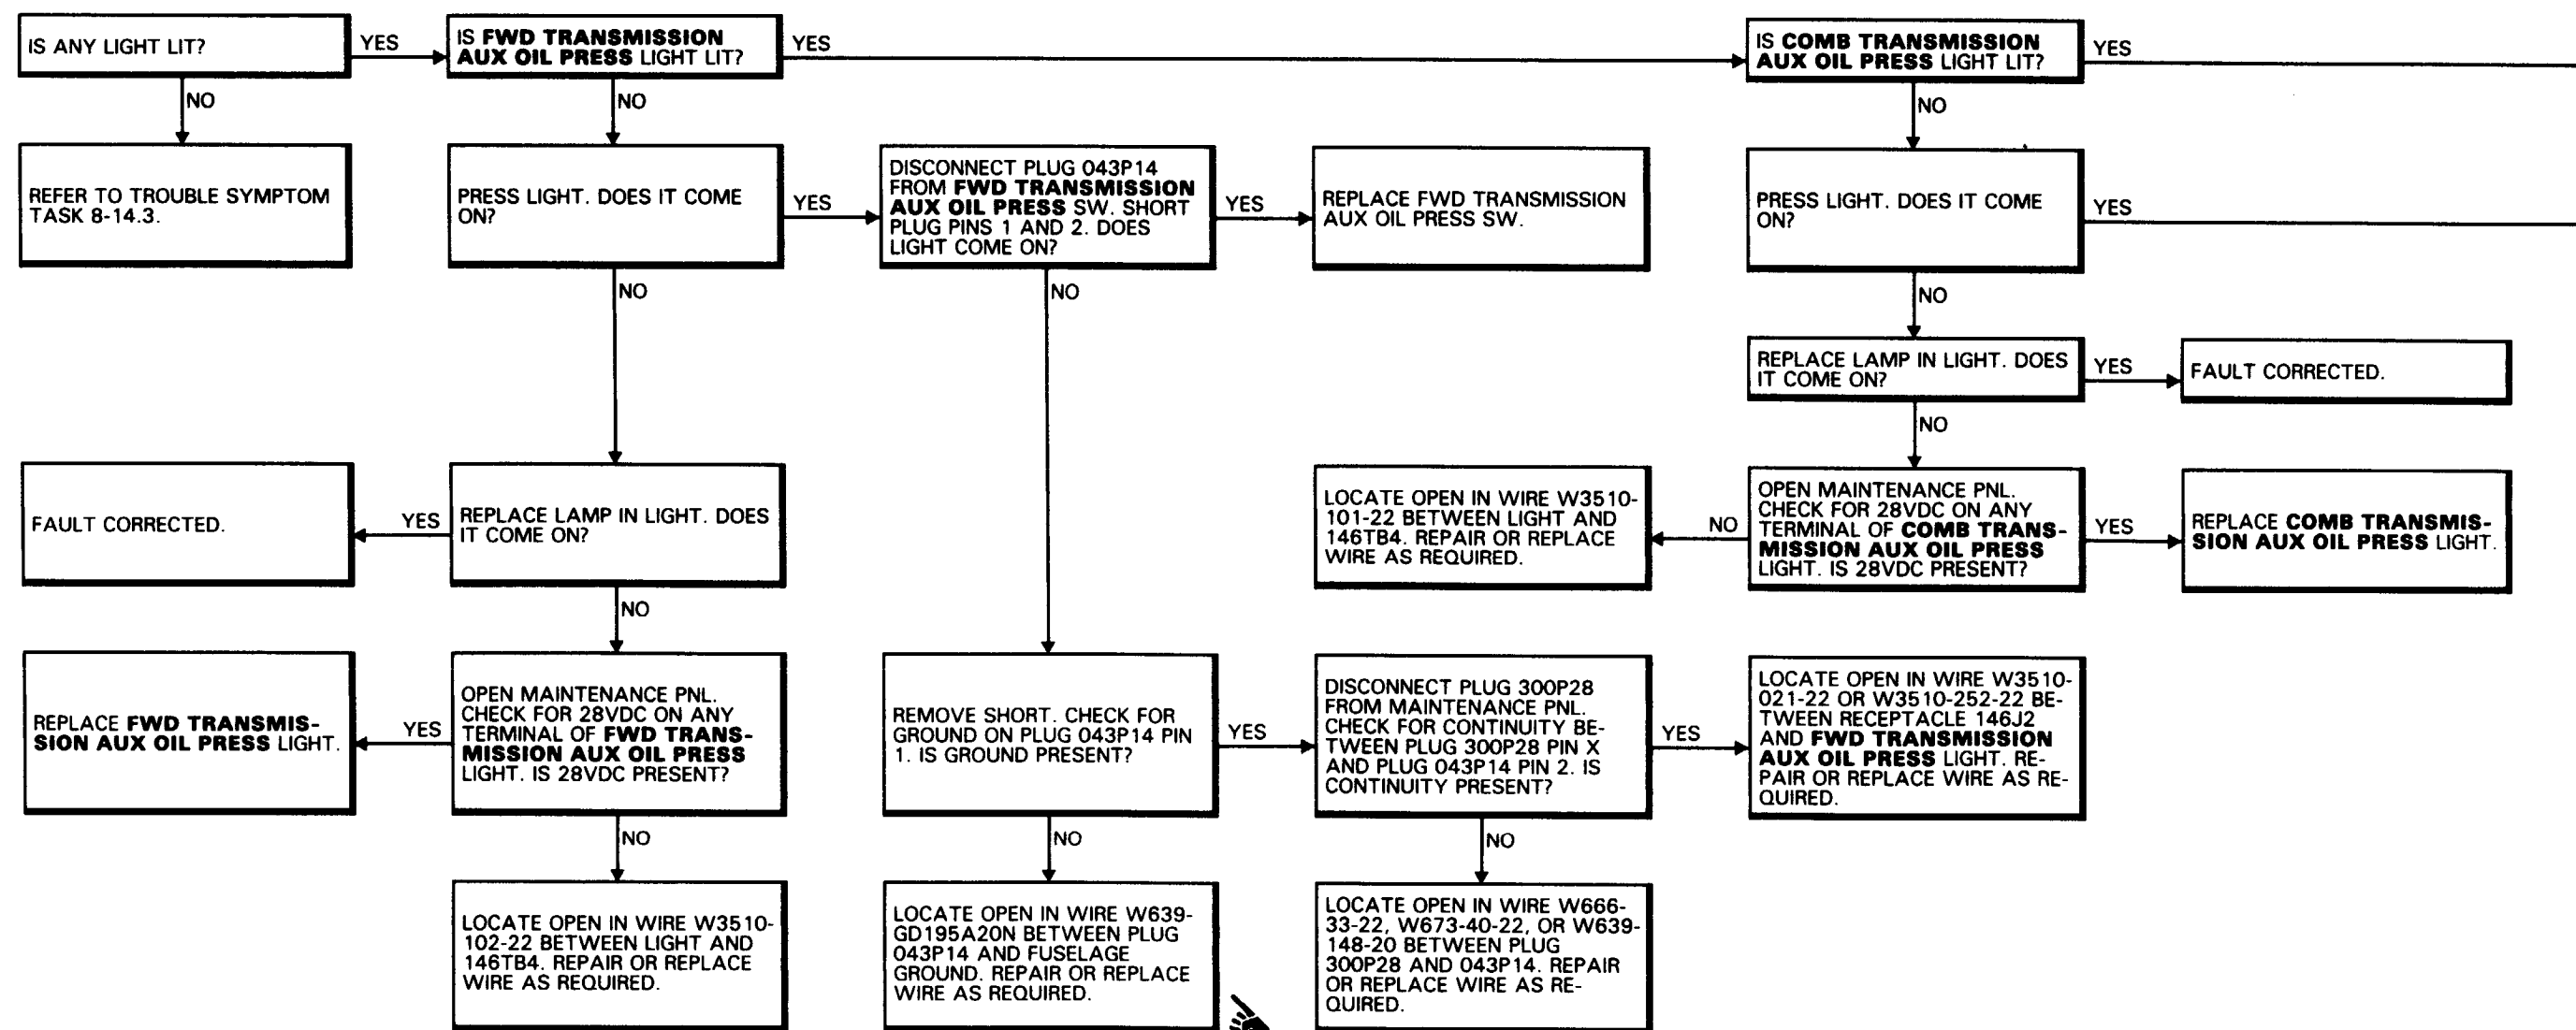 IS ANY LIGHT LIT?
YES
IS FWD TRANSMISSION
AUX OIL PRESS LIGHT LIT?
YES
IS COMB TRANSMISSION
AUX OIL PRESS LIGHT LIT?
YES
NO
NO
NO
REFER TO TROUBLE SYMPTOM
TASK 8-14.3.
PRESS LIGHT. DOES IT COME
ON?
YES
DISCONNECT PLUG 043P14
FROM FWD TRANSMISSION
AUX OIL PRESS SW. SHORT
PLUG PINS 1 AND 2. DOES
LIGHT COME ON?
YES
REPLACE FWD TRANSMISSION
AUX OIL PRESS SW.
PRESS LIGHT. DOES IT COME
ON?
YES
NO
NO
NO
REPLACE LAMP IN LIGHT. DOES
IT COME ON?
YES
FAULT CORRECTED.
NO
FAULT CORRECTED.
YES
REPLACE LAMP IN LIGHT. DOES
IT COME ON?
LOCATE OPEN IN WIRE W3510-
101-22 BETWEEN LIGHT AND
146TB4. REPAIR OR REPLACE
WIRE AS REQUIRED.
NO
OPEN MAINTENANCE PNL.
CHECK FOR 28VDC ON ANY
TERMINAL OF COMB TRANS-
MISSION AUX OIL PRESS
LIGHT. IS 28VDC PRESENT?
YES
REPLACE COMB TRANSMIS-
SION AUX OIL PRESS LIGHT.
NO
REPLACE FWD TRANSMIS-
SION AUX OIL PRESS LIGHT.
YES
OPEN MAINTENANCE PNL.
CHECK FOR 28VDC ON ANY
TERMINAL OF FWD TRANS-
MISSION AUX OIL PRESS
LIGHT. IS 28VDC PRESENT?
REMOVE SHORT. CHECK FOR
GROUND ON PLUG 043P14 PIN
1. IS GROUND PRESENT?
YES
DISCONNECT PLUG 300P28
FROM MAINTENANCE PNL.
CHECK FOR CONTINUITY BE-
TWEEN PLUG 300P28 PIN X
AND PLUG 043P14 PIN 2. IS
CONTINUITY PRESENT?
YES
LOCATE OPEN IN WIRE W3510-
021-22 OR W3510-252-22 BE-
TWEEN RECEPTACLE 146J2
AND FWD TRANSMISSION
AUX OIL PRESS LIGHT. RE-
PAIR OR REPLACE WIRE AS RE-
QUIRED.
NO
NO
NO
LOCATE OPEN IN WIRE W3510-
102-22 BETWEEN LIGHT AND
146TB4. REPAIR OR REPLACE
WIRE AS REQUIRED.
LOCATE OPEN IN WIRE W639-
GD195A20N BETWEEN PLUG
043P14 AND FUSELAGE
GROUND. REPAIR OR REPLACE
WIRE AS REQUIRED.
LOCATE OPEN IN WIRE W666-
33-22, W673-40-22, OR W639-
148-20 BETWEEN PLUG
300P28 AND 043P14. REPAIR
OR REPLACE WIRE AS RE-
QUIRED.